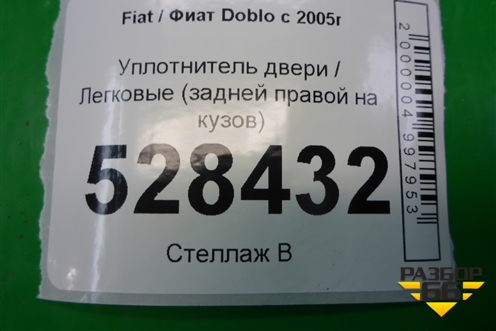 Fiat / Фиат Doblo с 2005г
Уплотнитель двери /
Легковые (задней правой на
кузов)
528432
Стеллаж В
2000004997953
РАЗБОР
66